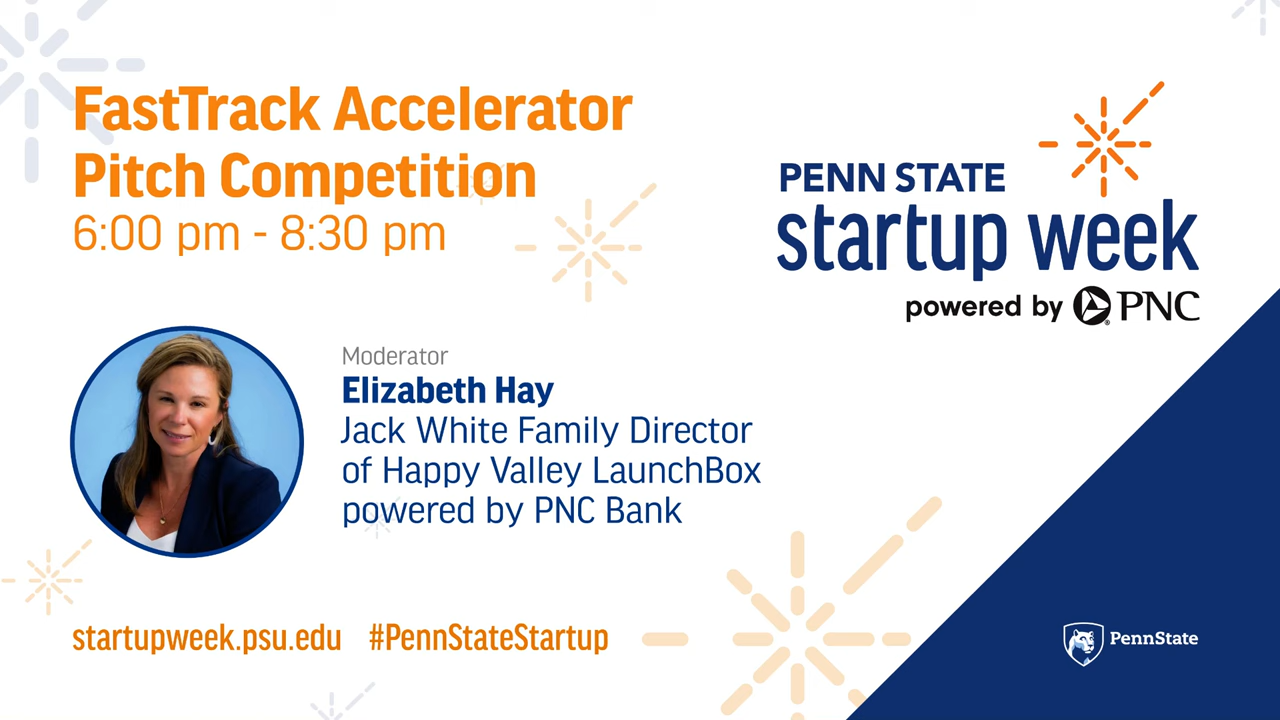 FastTrack Accelerator
Pitch Competition
6:00 pm - 8:30 pm
PENN STATE
startup week
powered by PNC
Moderator
Elizabeth Hay
Jack White Family Director
of Happy Valley LaunchBox
powered by PNC Bank
startupweek.psu.edu #PennStateStartup
PennState